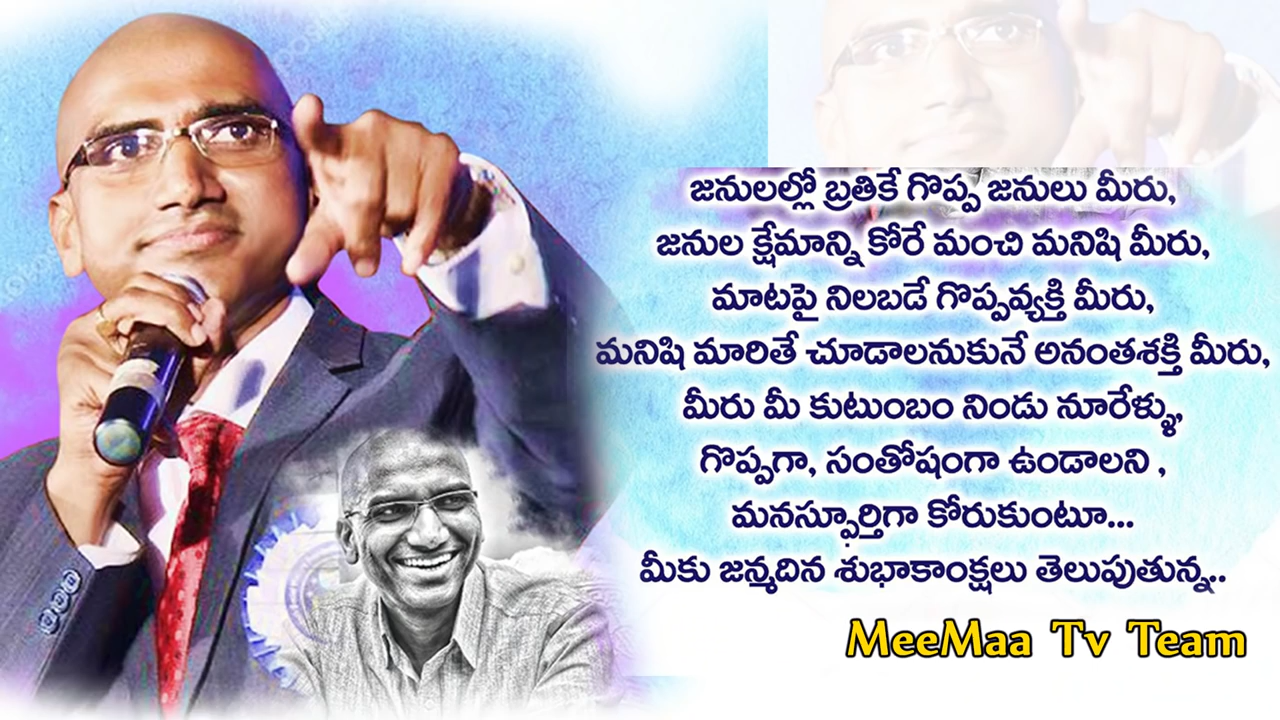 జనులల్లో బ్రతికే గొప్ప జనులు మీరు,
జనుల క్షేమాన్ని కోరే మంచి మనిషి మీరు,
మాటపై నిలబడే గొప్పవ్యక్తి మీరు,
మనిషి మారితే చూడాలనుకునే అనంతశక్తి మీరు,
మీరు మీ కుటుంబం నిండు నూరేళ్ళు,
గొప్పగా, సంతోషంగా ఉండాలని ,
మనస్పూర్తిగా కోరుకుంటూ...
మీకు జన్మదిన శుభాకాంక్షలు తెలుపుతున్న..
MeeMaa Tv Team